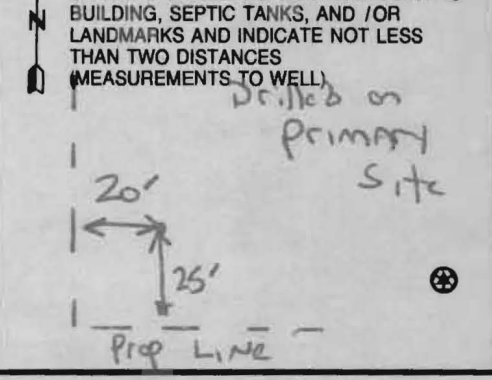 N
BUILDING, SEPTIC TANKS, AND /OR
LANDMARKS AND INDICATE NOT LESS
THAN TWO DISTANCES
(MEASUREMENTS TO WELL)
Drilled on
Primary
Site
20'
25'
Prop LINE